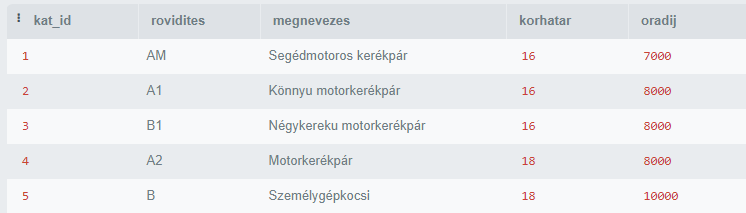 kat_id rovidites megnevezes korhatar oradij
1 AM Segédmotoros kerékpár 16 7000
2 A1 Könnyu motorkerékpár 16 8000
3 B1 Négykereku motorkerékpár 16 8000
4 A2 Motorkerékpár 18 8000
5 B Személygépkocsi 18 10000